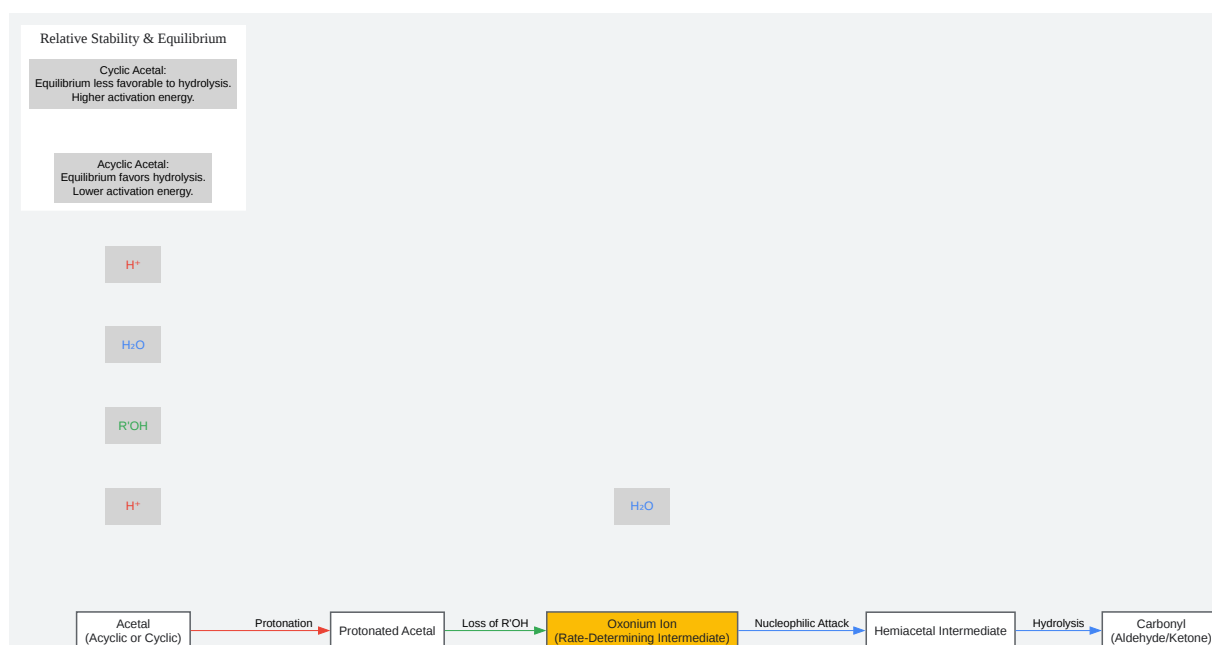 Relative Stability & Equilibrium
Cyclic Acetal:
Equilibrium less favorable to hydrolysis.
Higher activation energy.
Acyclic Acetal:
Equilibrium favors hydrolysis.
Lower activation energy.
H⁺
H₂O
R'OH
H⁺
H₂O
Acetal
(Acyclic or Cyclic)
Protonation
Protonated Acetal
Loss of R'OH
Oxonium Ion
(Rate-Determining Intermediate)
Nucleophilic Attack
Hemiacetal Intermediate
Hydrolysis
Carbonyl
(Aldehyde/Ketone)